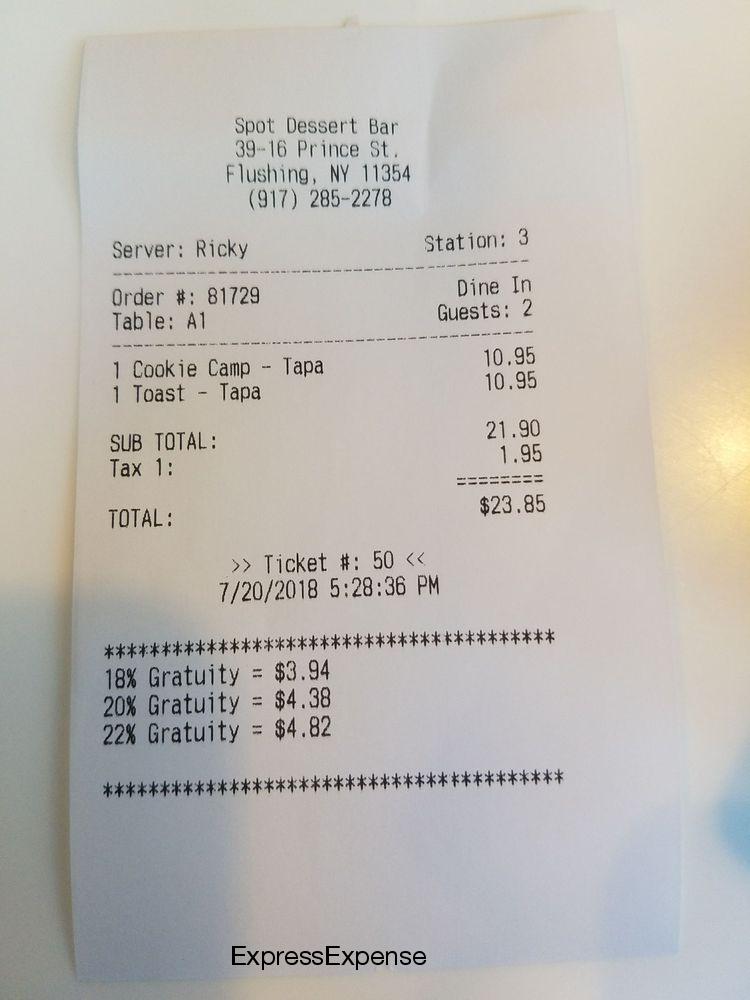 Spot Dessert Bar
39-16 Prince St.
Flushing, NY 11354
(917) 285-2278
Server: Ricky Station: 3
Order #: 81729 Dine In
Table: A1 Guests: 2
1 Cookie Camp - Tapa 10.95
1 Toast - Tapa 10.95
SUB TOTAL: 21.90
Tax 1: 1.95
========
TOTAL: $23.85
>> Ticket #: 50 <<
7/20/2018 5:28:36 PM
****************************************
18% Gratuity = $3.94
20% Gratuity = $4.38
22% Gratuity = $4.82
****************************************
ExpressExpense